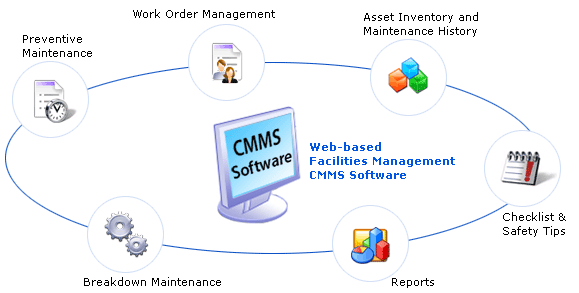 Work Order Management
Asset Inventory and
Maintenance History
Preventive
Maintenance
CMMS
Software
Web-based
Facilities Management
CMMS Software
Checklist &
Safety Tips
Breakdown Maintenance
Reports